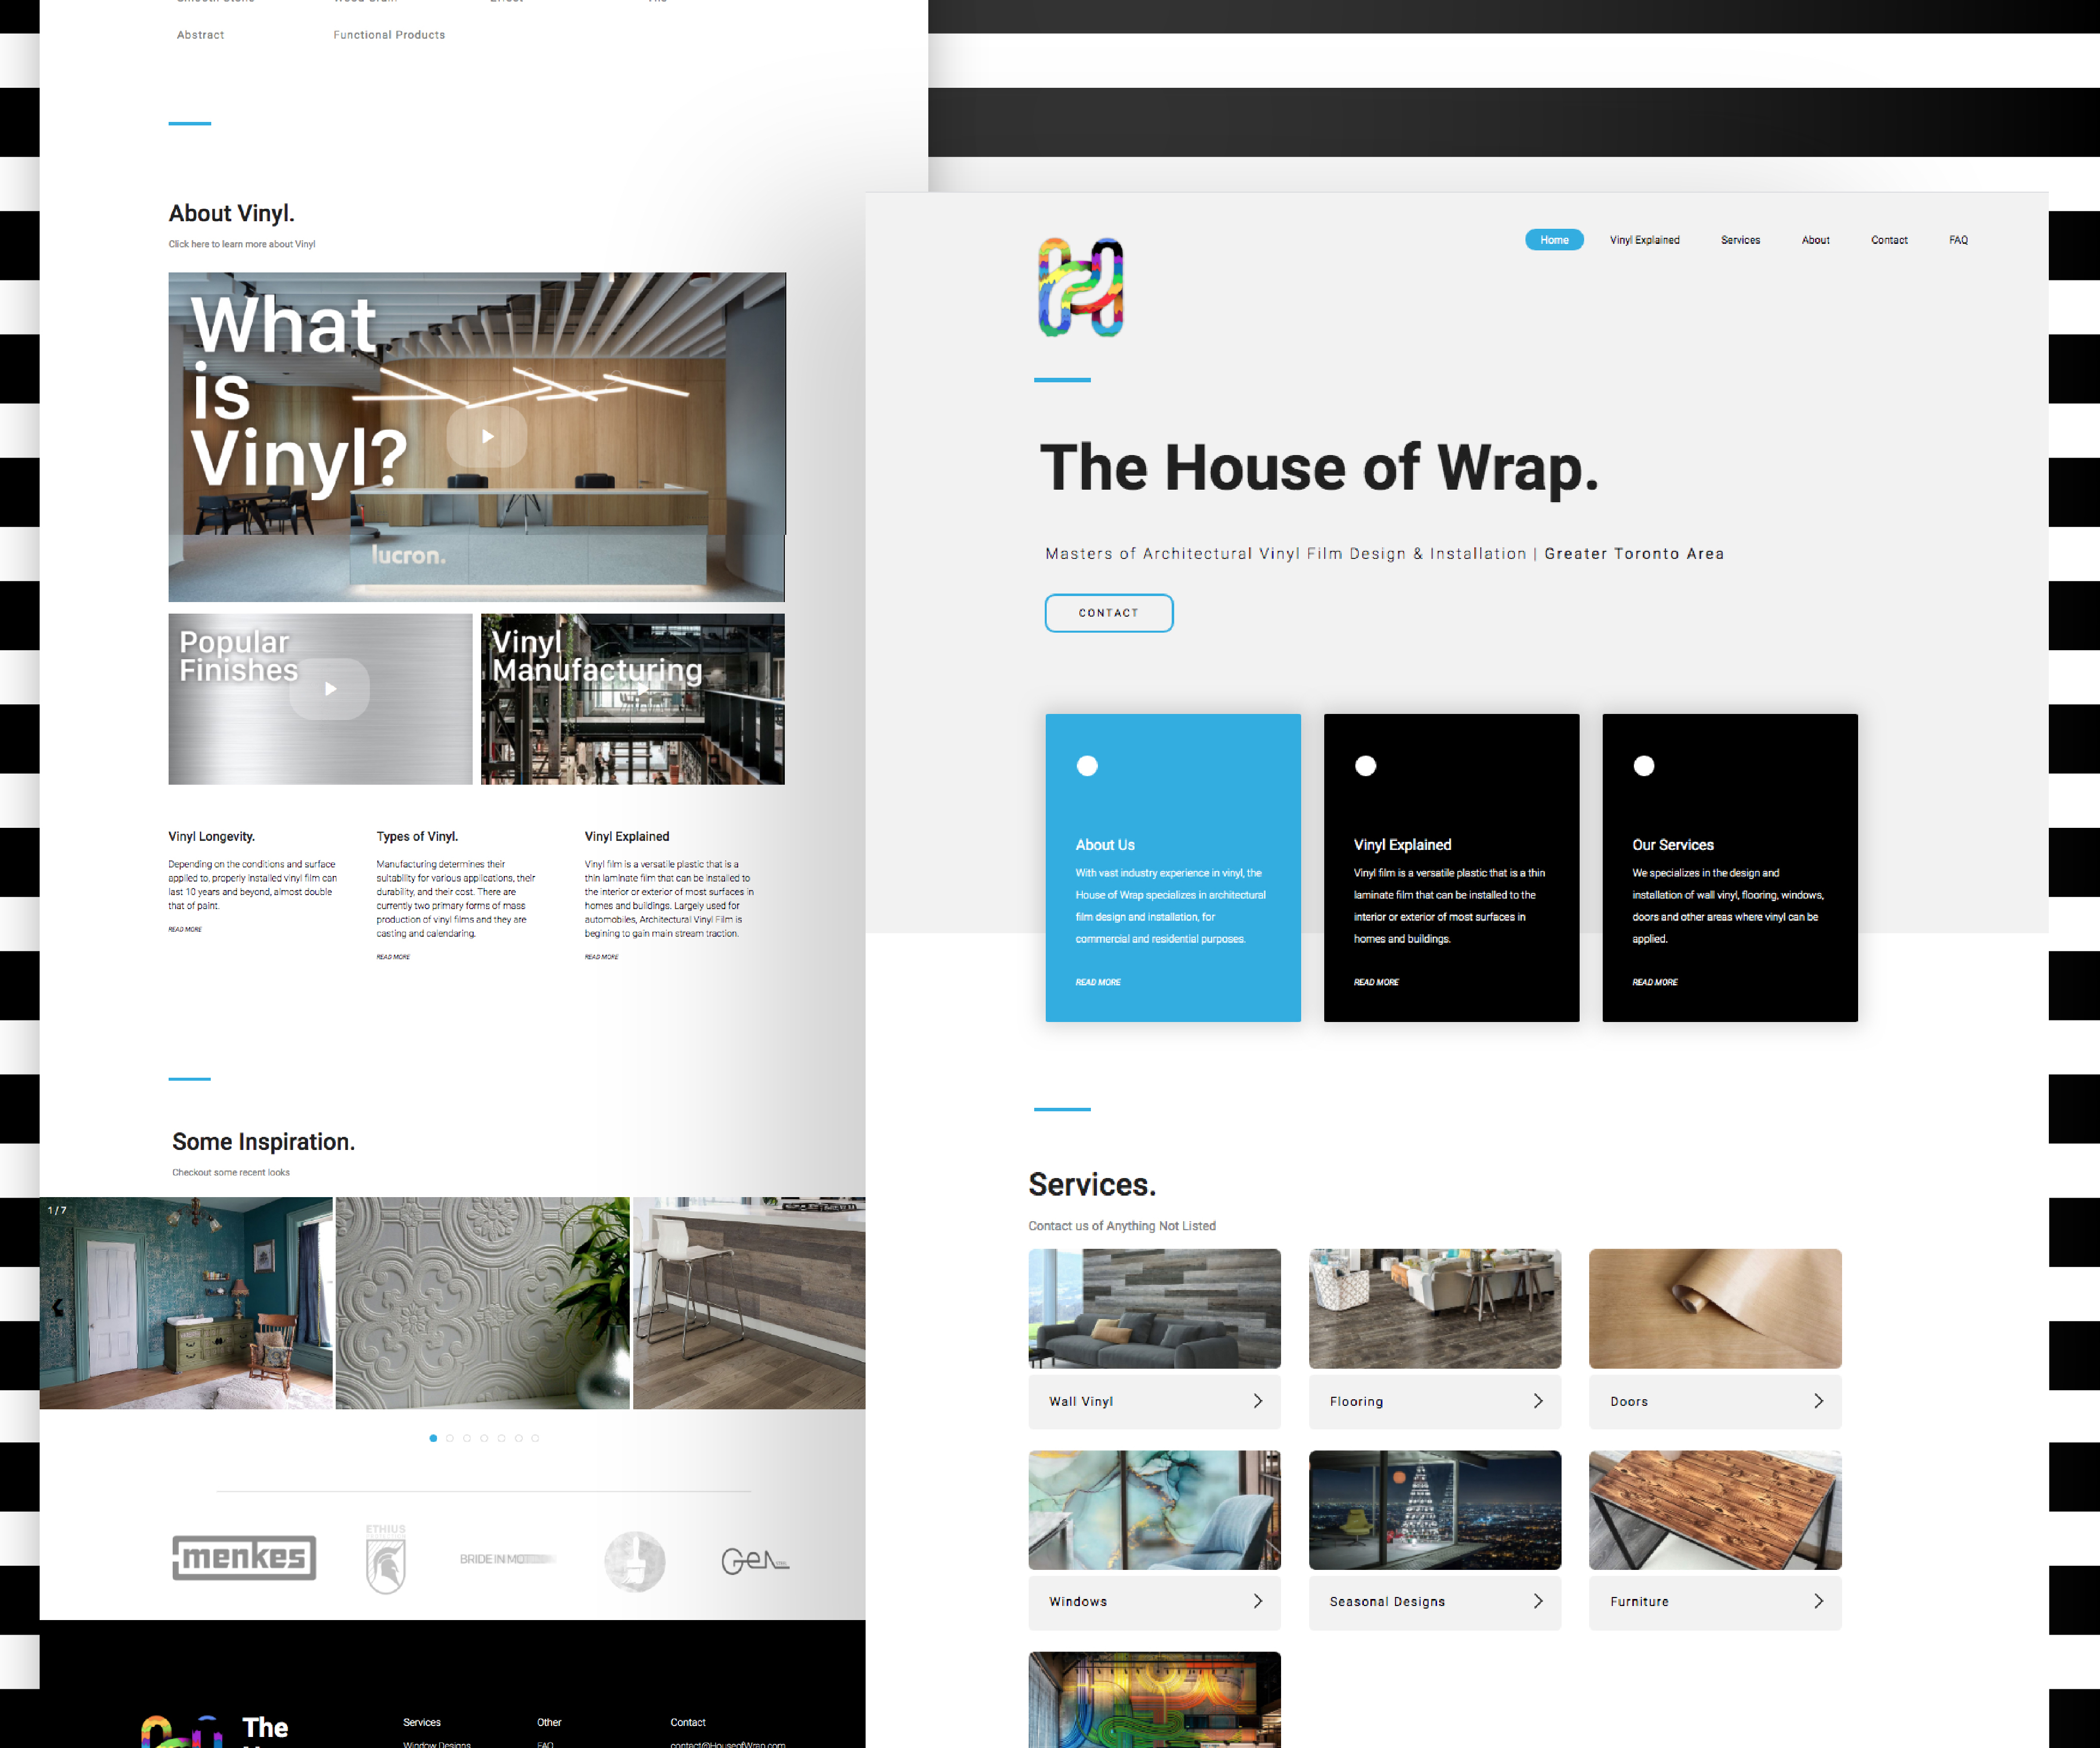 Abstract
Functional Products
About Vinyl.
Click here to learn more about Vinyl
What
is
Vinyl?
lucron.
Popular
Finishes
Vinyl
Manufacturing
Vinyl Longevity.
Depending on the conditions and surface
applied to, properly installed vinyl film can
last 10 years and beyond, almost double
that of paint.
READ MORE
Types of Vinyl.
Manufacturing determines their
suitability for various applications, their
durability, and their cost. There are
currently two primary forms of mass
production of vinyl films and they are
casting and calendaring.
READ MORE
Vinyl Explained
Vinyl film is a versatile plastic that is a
thin laminate film that can be installed to
the interior or exterior of most surfaces in
homes and buildings. Largely used for
automobiles, Architectural Vinyl Film is
begining to gain main stream traction.
READ MORE
Some Inspiration.
Checkout some recent looks
1 / 7
menkes
ETHIUS
BRIDE IN
Gen
The
Services
Window Designs
Other
FAQ
Contact
contact@HouseofWrap.com
Home
Vinyl Explained
Services
About
Contact
FAQ
The House of Wrap.
Masters of Architectural Vinyl Film Design & Installation | Greater Toronto Area
CONTACT
About Us
With vast industry experience in vinyl, the
House of Wrap specializes in architectural
film design and installation, for
commercial and residential purposes.
READ MORE
Vinyl Explained
Vinyl film is a versatile plastic that is a thin
laminate film that can be installed to the
interior or exterior of most surfaces in
homes and buildings.
READ MORE
Our Services
We specializes in the design and
installation of wall vinyl, flooring, windows,
doors and other areas where vinyl can be
applied.
READ MORE
Services.
Contact us of Anything Not Listed
Wall Vinyl
Flooring
Doors
Windows
Seasonal Designs
Furniture